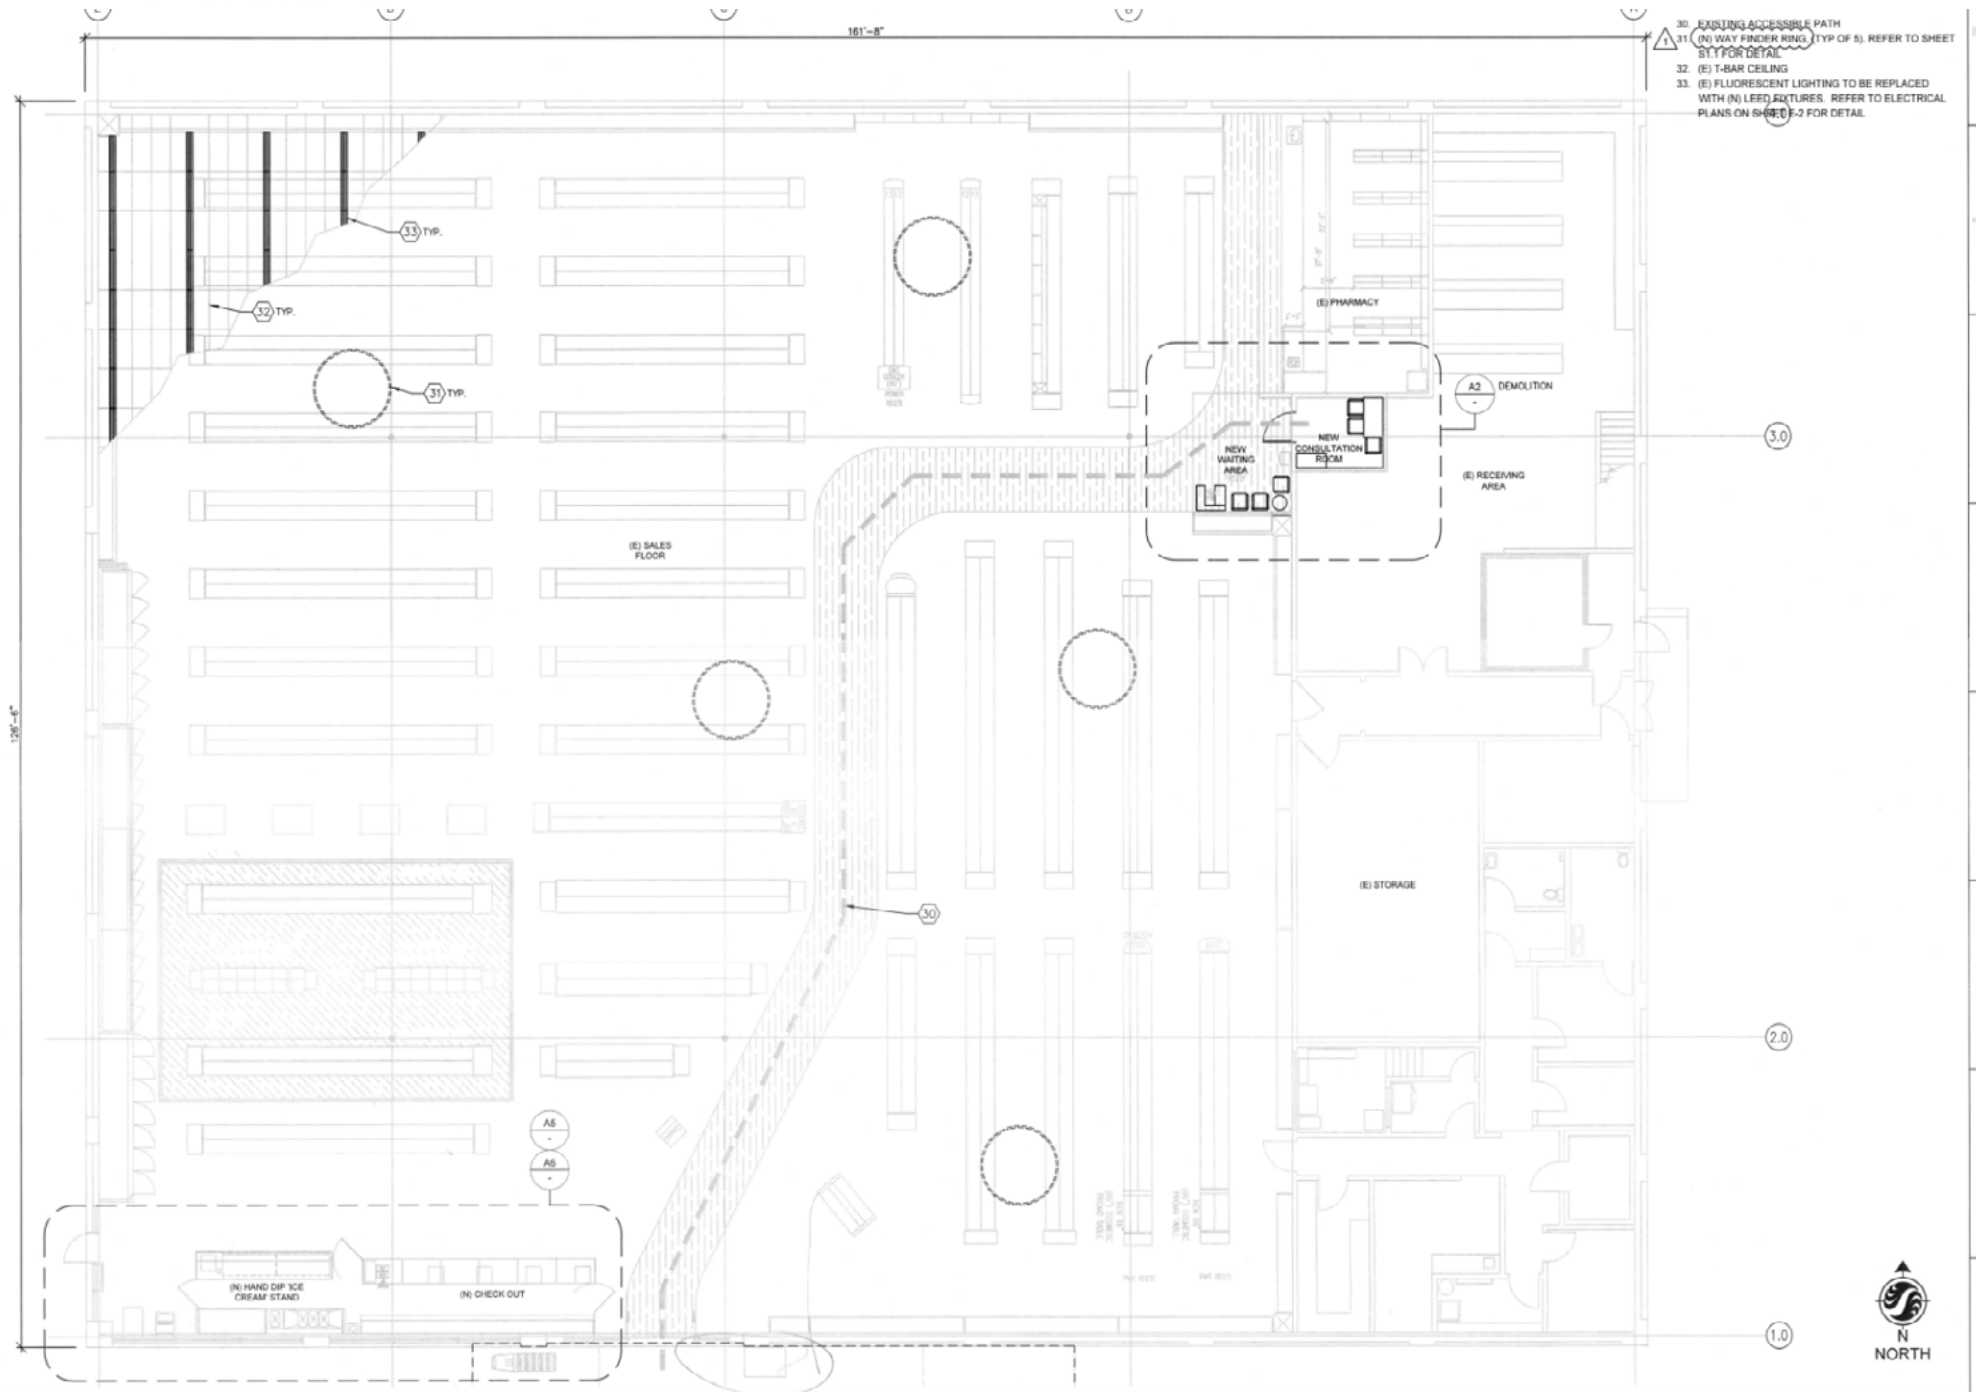 161'-8"
30. EXISTING ACCESSIBLE PATH
1 31. (N) WAY FINDER RING (TYP OF 5). REFER TO SHEET
S1.1 FOR DETAIL
32. (E) T-BAR CEILING
33. (E) FLUORESCENT LIGHTING TO BE REPLACED
WITH (N) LEED FIXTURES. REFER TO ELECTRICAL
PLANS ON SHEET E-2 FOR DETAIL
33 TYP.
32 TYP.
31 TYP.
(E) PHARMACY
A2
-
DEMOLITION
3.0
NEW
WAITING
AREA
NEW
CONSULTATION
ROOM
(E) RECEIVING
AREA
(E) SALES
FLOOR
126'-6"
(E) STORAGE
30
2.0
A5
-
A6
-
(N) HAND DIP ICE
CREAM STAND
(N) CHECK OUT
1.0
N
NORTH